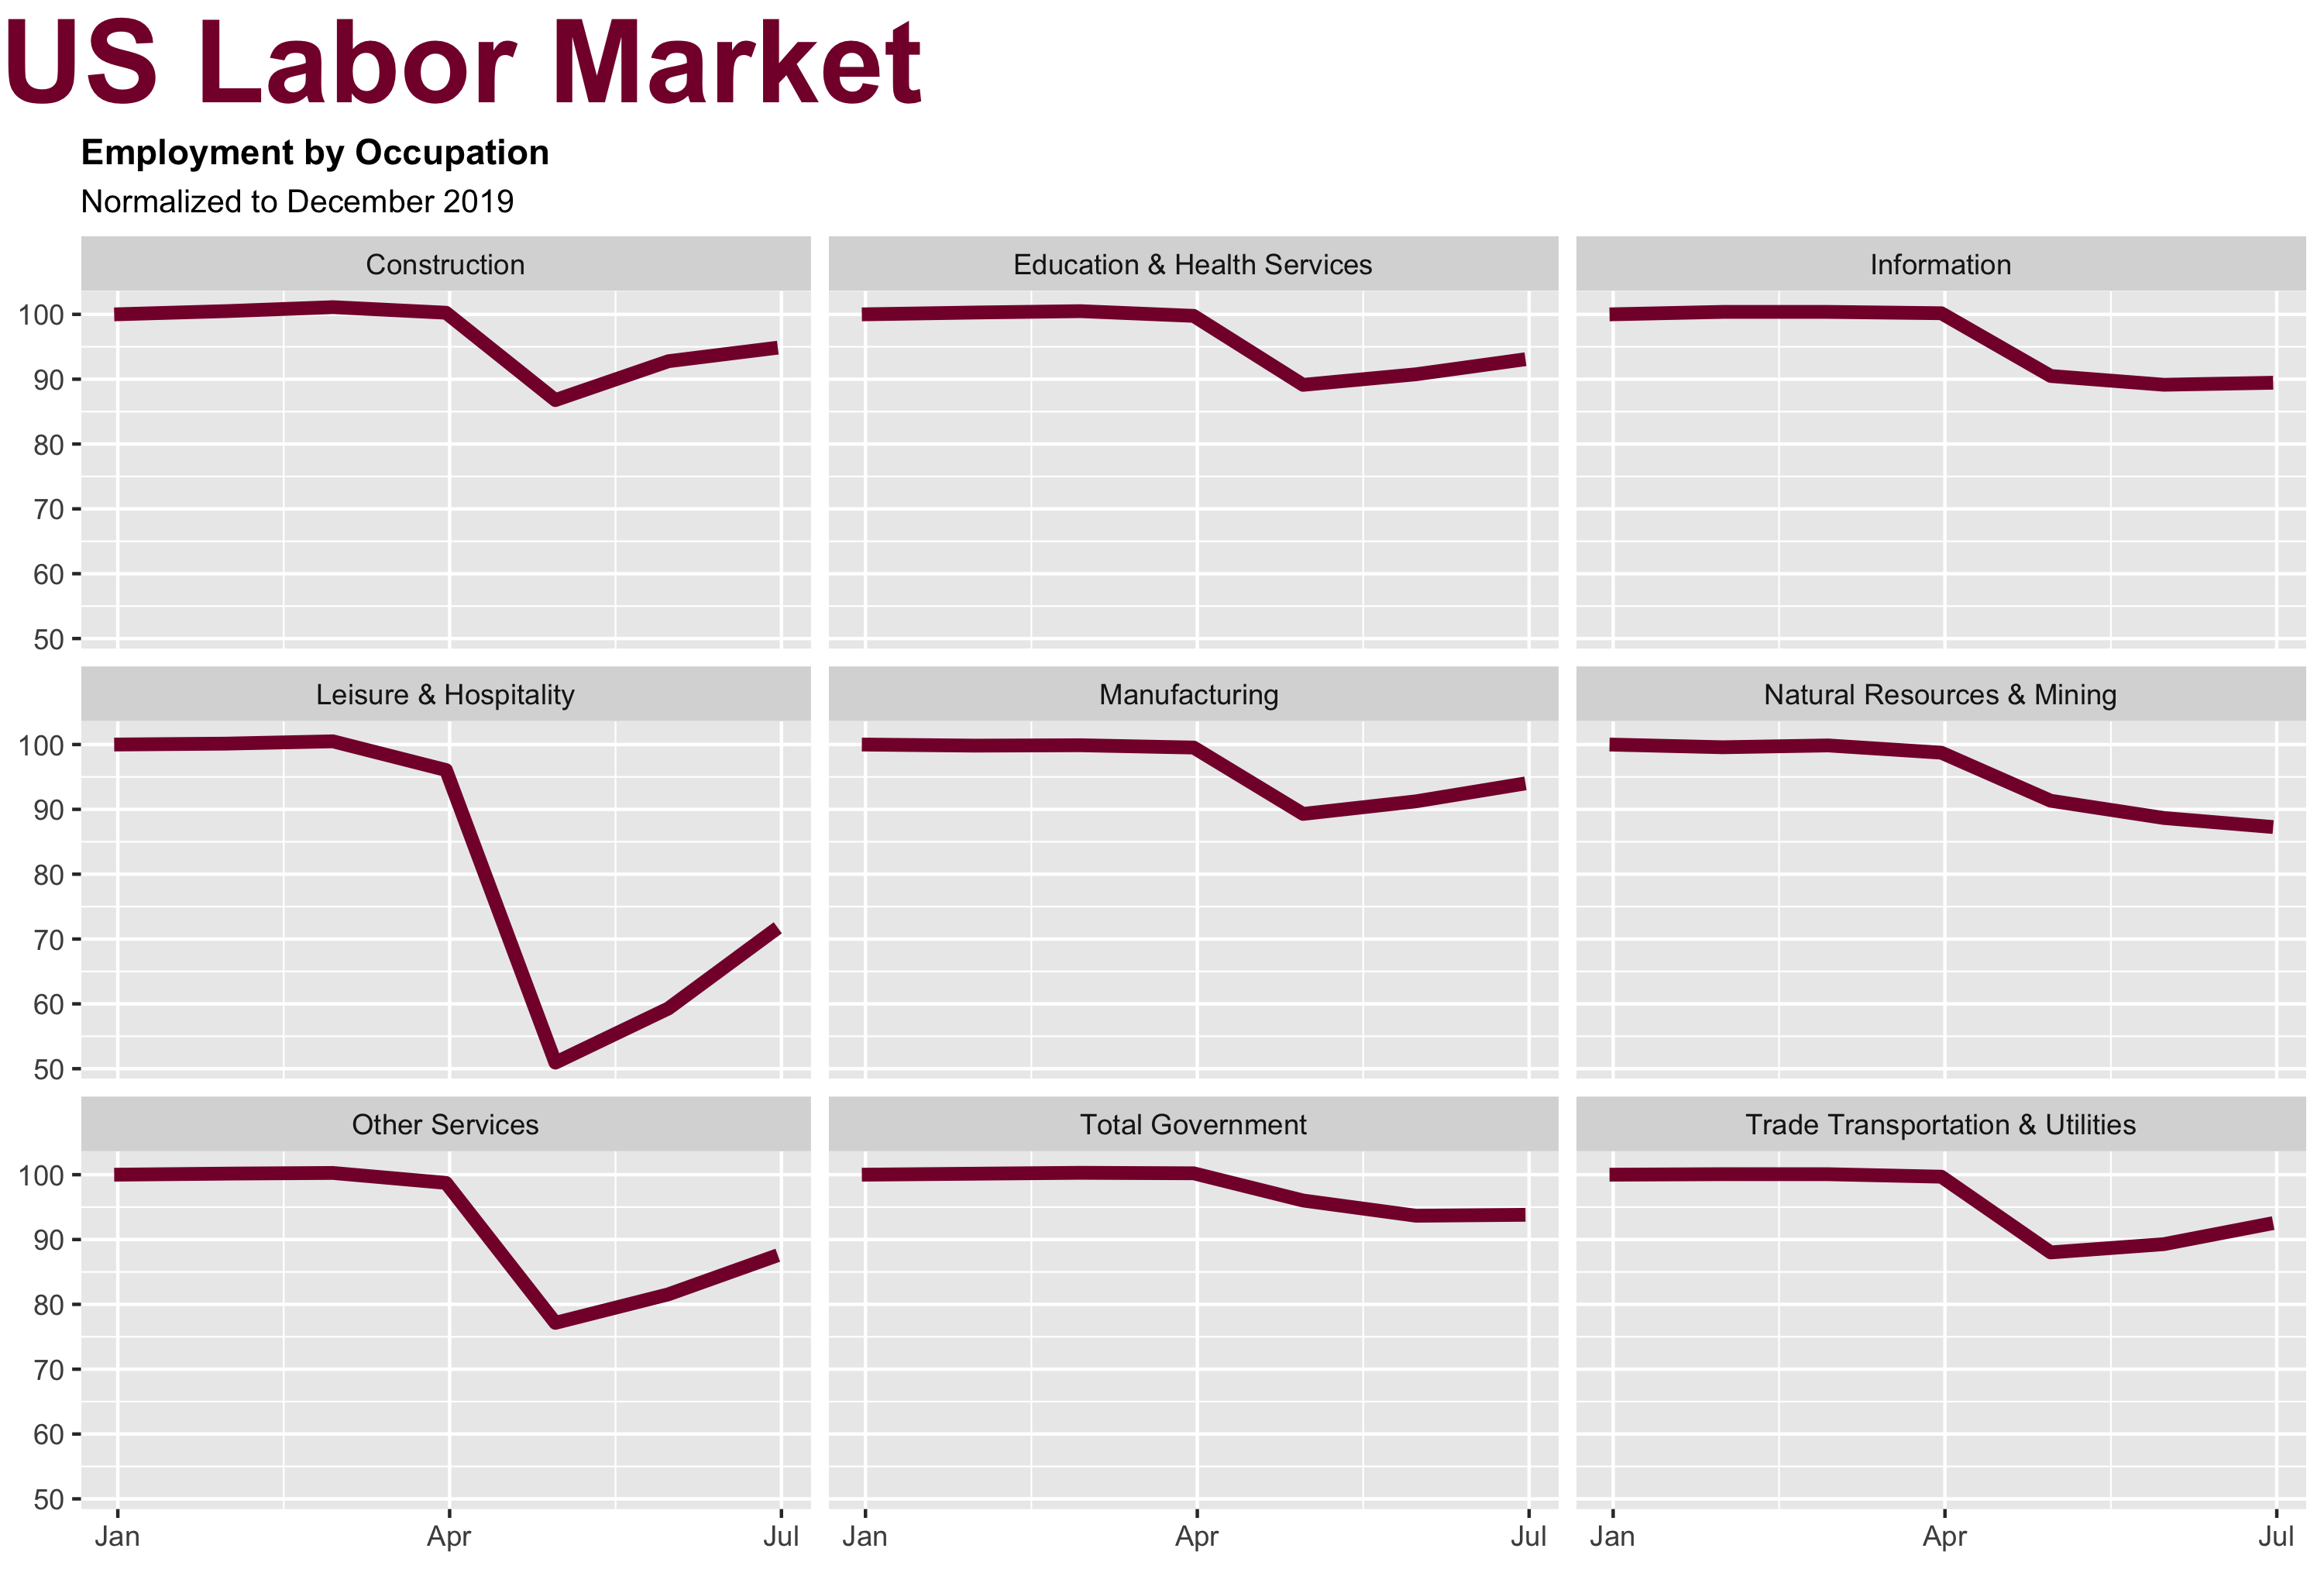 US Labor Market
Employment by Occupation
Normalized to December 2019
Construction
Education & Health Services
Information
100
90
80
70
60
50
Leisure & Hospitality
Manufacturing
Natural Resources & Mining
100
90
80
70
60
50
Other Services
Total Government
Trade Transportation & Utilities
100
90
80
70
60
50
Jan Apr Jul Jan Apr Jul Jan Apr Jul